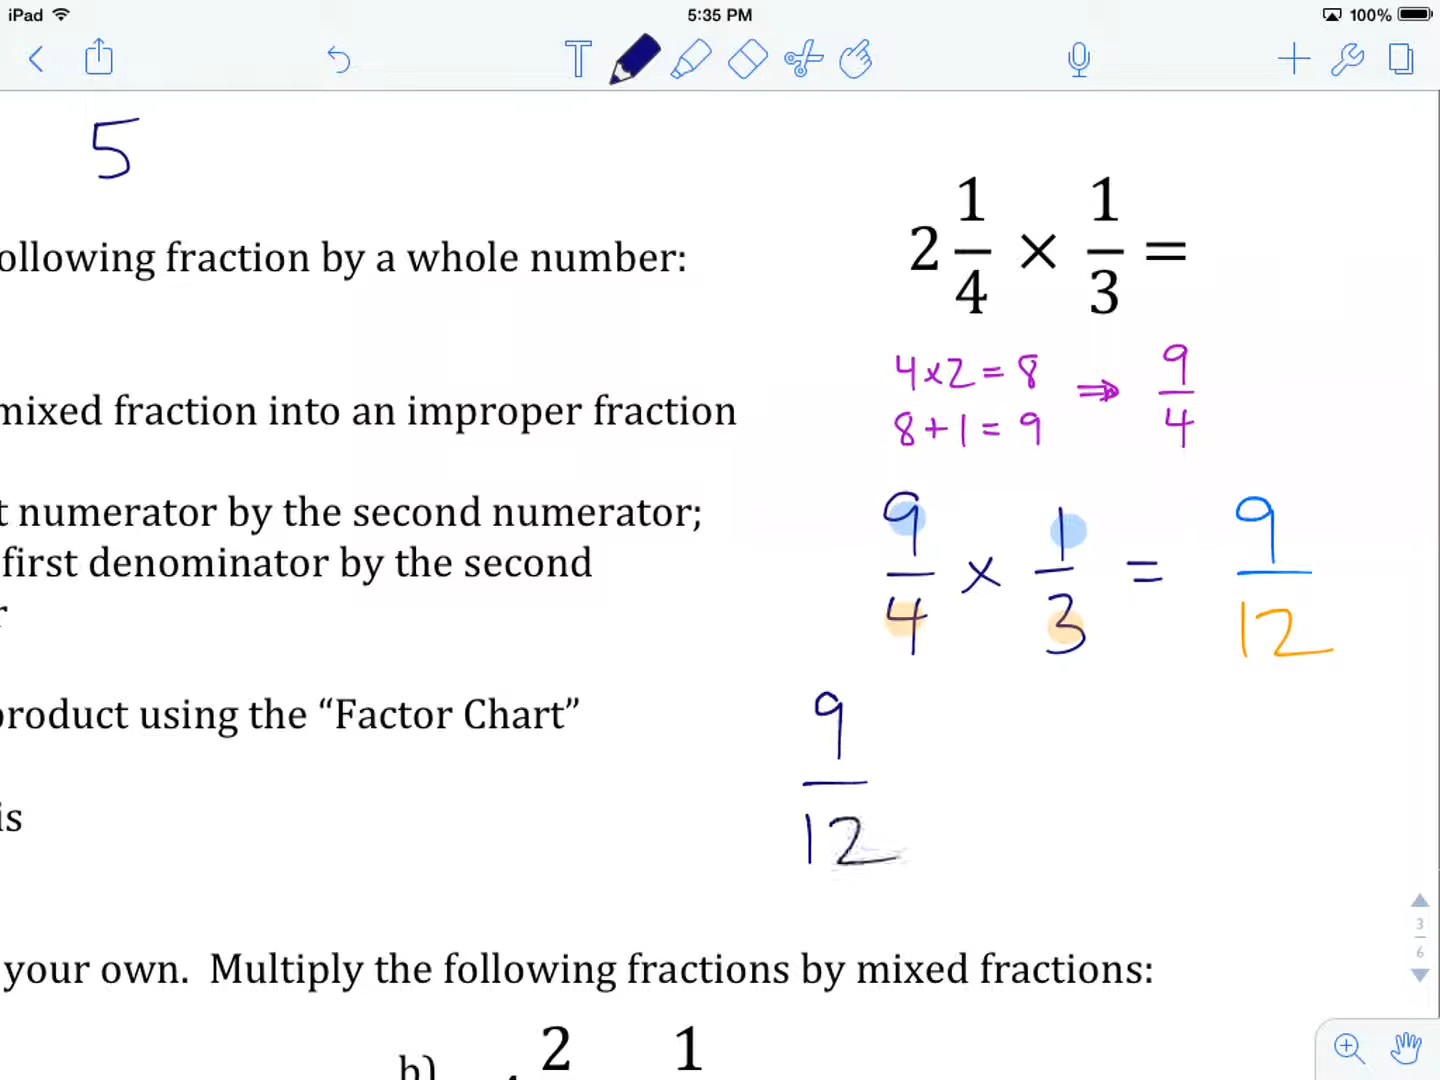 iPad 5:35 PM 100%
T
5
2 1/4 × 1/3 =
ollowing fraction by a whole number:
4×2=8 ⇒ 9/4
8+1=9
mixed fraction into an improper fraction
t numerator by the second numerator;
first denominator by the second
r
9/4 × 1/3 = 9/12
product using the “Factor Chart”
9/12
is
3
6
your own. Multiply the following fractions by mixed fractions:
b) 2 1